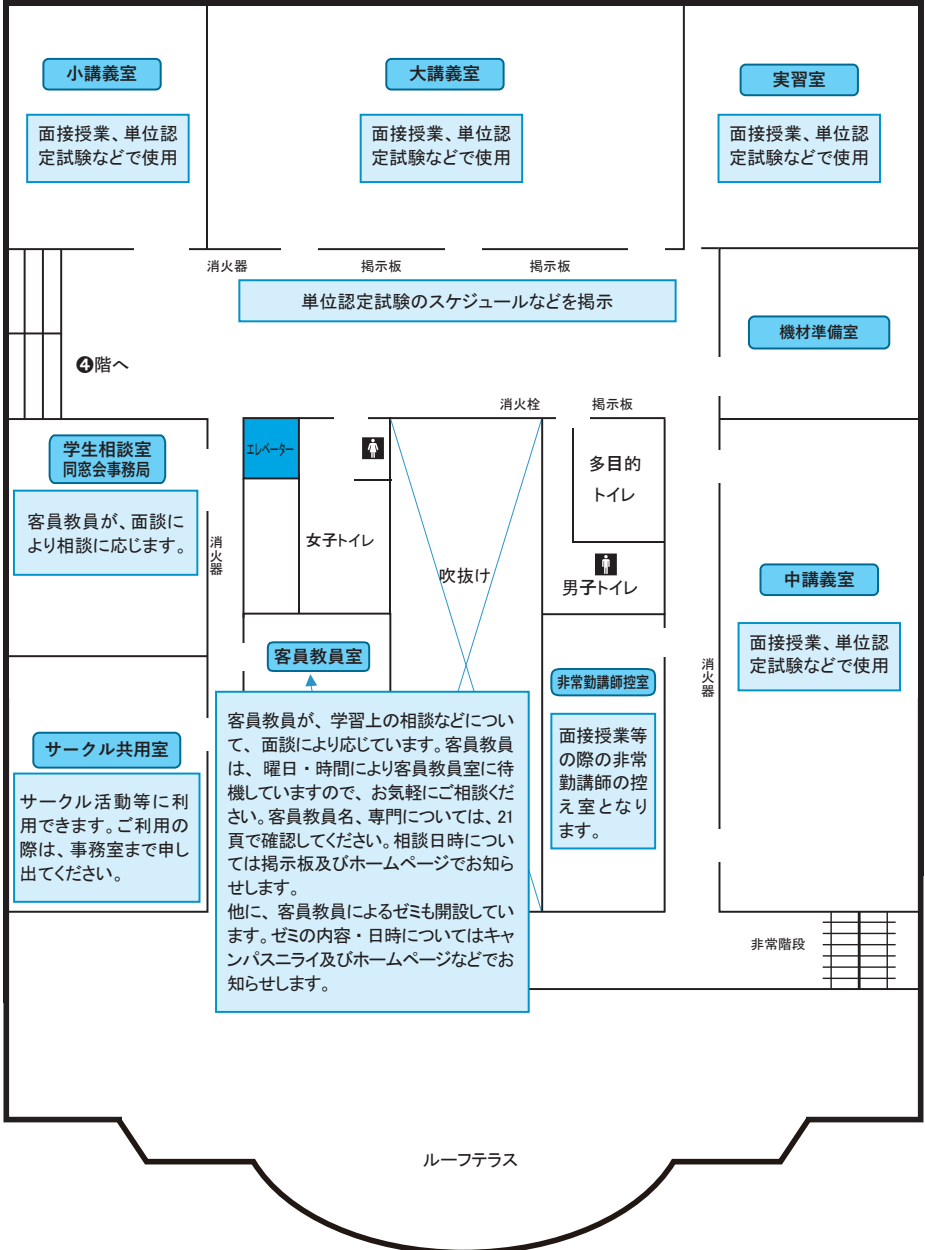 小講義室
面接授業、単位認
定試験などで使用
大講義室
面接授業、単位認
定試験などで使用
実習室
面接授業、単位認
定試験などで使用
消火器
掲示板
掲示板
単位認定試験のスケジュールなどを掲示
機材準備室
❹階へ
消火栓
掲示板
学生相談室
同窓会事務局
客員教員が、面談に
より相談に応じます。
消火器
エレベーター
女子トイレ
吹抜け
多目的
トイレ
男子トイレ
中講義室
面接授業、単位認
定試験などで使用
消火器
客員教員室
客員教員が、学習上の相談などについ
て、面談により応じています。客員教員
は、曜日・時間により客員教員室に待
機していますので、お気軽にご相談くだ
さい。客員教員名、専門については、21
頁で確認してください。相談日時につい
ては掲示板及びホームページでお知ら
せします。
他に、客員教員によるゼミも開設してい
ます。ゼミの内容・日時についてはキャ
ンパスニライ及びホームページなどでお
知らせします。
非常勤講師控室
面接授業等
の際の非常
勤講師の控
え室となり
ます。
サークル共用室
サークル活動等に利
用できます。ご利用の
際は、事務室まで申し
出てください。
非常階段
ルーフテラス